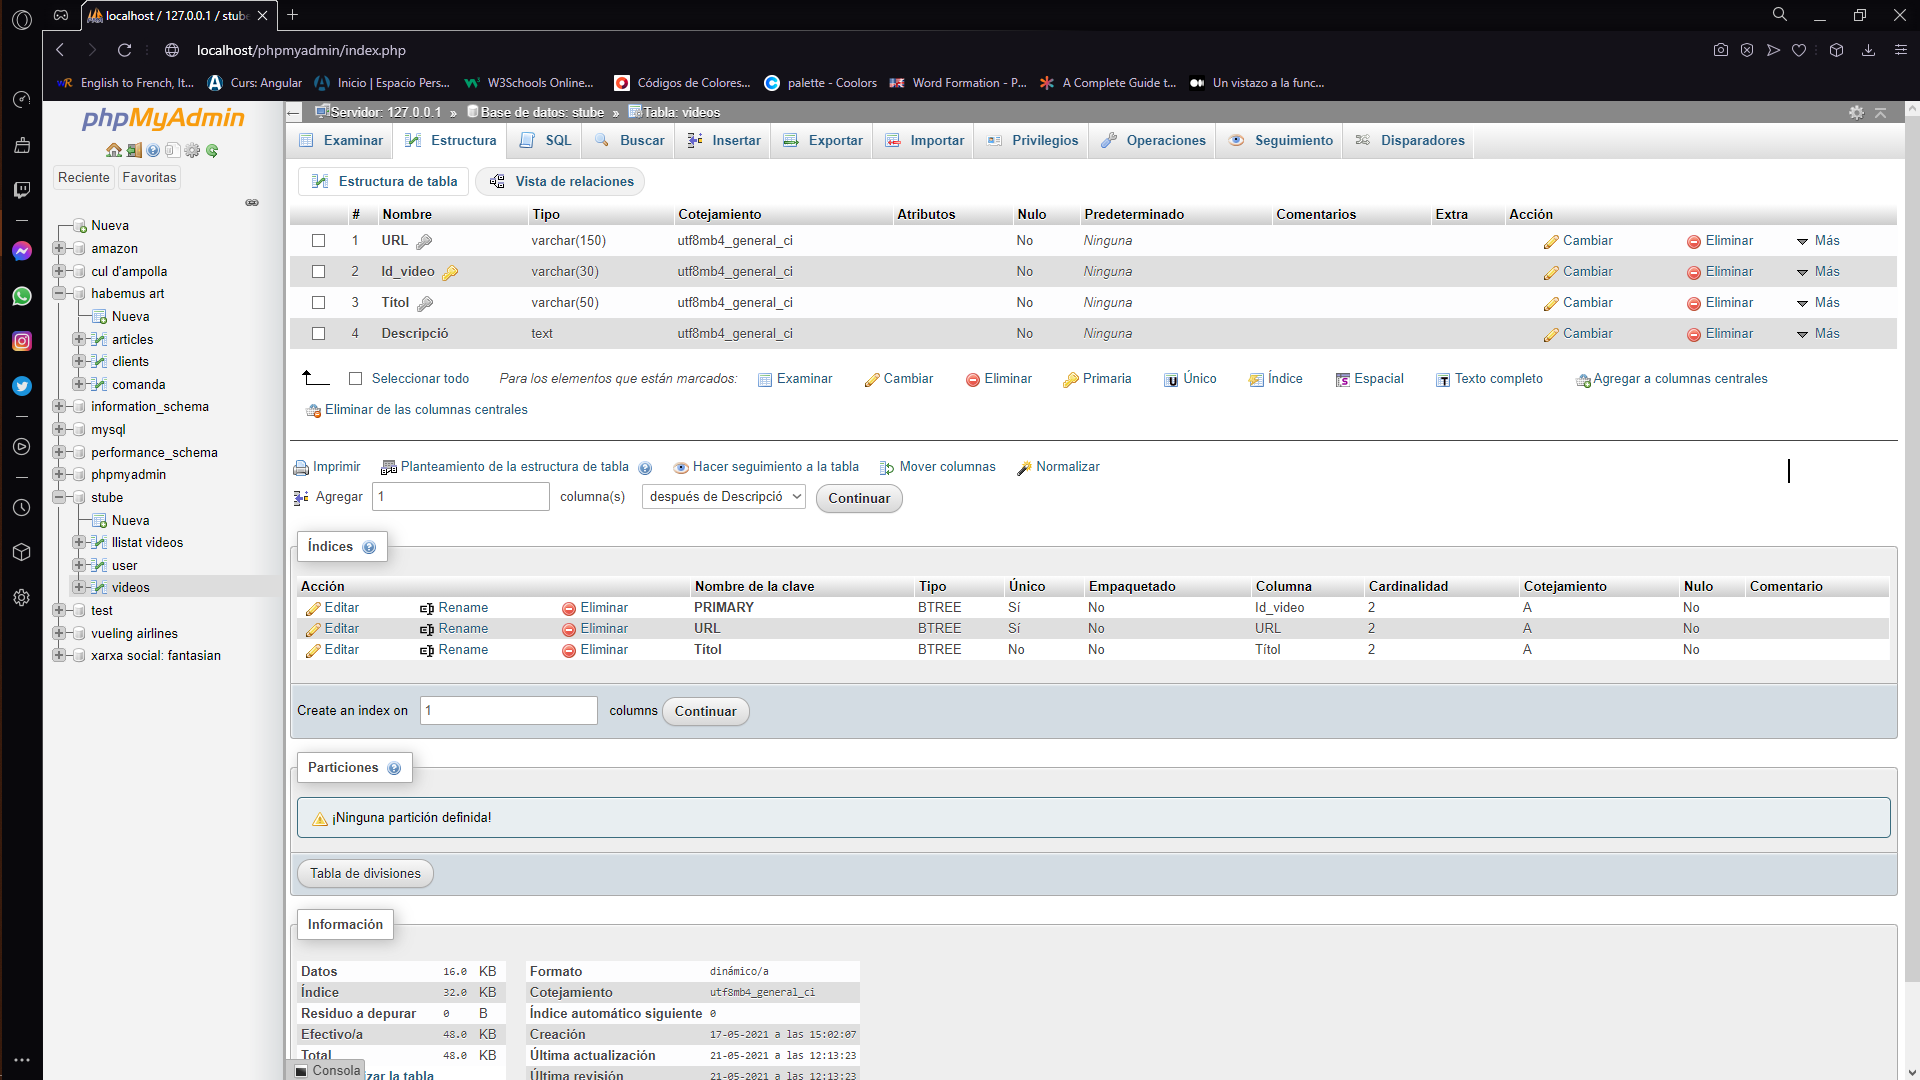 localhost / 127.0.0.1 / stub
localhost/phpmyadmin/index.php
English to French, It... Curs: Angular Inicio | Espacio Pers... W3Schools Online... Códigos de Colores... palette - Coolors Word Formation - P... A Complete Guide t... Un vistazo a la func...
phpMyAdmin
Reciente Favoritas
Nueva
amazon
cul d'ampolla
habemus art
Nueva
articles
clients
comanda
information_schema
mysql
performance_schema
phpmyadmin
stube
Nueva
llistat videos
user
videos
test
vueling airlines
xarxa social: fantasian
Servidor: 127.0.0.1 » Base de datos: stube » Tabla: videos
Examinar Estructura SQL Buscar Insertar Exportar Importar Privilegios Operaciones Seguimiento Disparadores
Estructura de tabla Vista de relaciones
# Nombre Tipo Cotejamiento Atributos Nulo Predeterminado Comentarios Extra Acción
1 URL varchar(150) utf8mb4_general_ci No Ninguna Cambiar Eliminar Más
2 Id_video varchar(30) utf8mb4_general_ci No Ninguna Cambiar Eliminar Más
3 Títol varchar(50) utf8mb4_general_ci No Ninguna Cambiar Eliminar Más
4 Descripció text utf8mb4_general_ci No Ninguna Cambiar Eliminar Más
Seleccionar todo Para los elementos que están marcados: Examinar Cambiar Eliminar Primaria Único Índice Espacial Texto completo Agregar a columnas centrales
Eliminar de las columnas centrales
Imprimir Planteamiento de la estructura de tabla Hacer seguimiento a la tabla Mover columnas Normalizar
Agregar 1 columna(s) después de Descripció Continuar
Índices
Acción Nombre de la clave Tipo Único Empaquetado Columna Cardinalidad Cotejamiento Nulo Comentario
Editar Rename Eliminar PRIMARY BTREE Sí No Id_video 2 A No
Editar Rename Eliminar URL BTREE Sí No URL 2 A No
Editar Rename Eliminar Títol BTREE No No Títol 2 A No
Create an index on 1 columns Continuar
Particiones
¡Ninguna partición definida!
Tabla de divisiones
Información
Datos 16.0 KB
Índice 32.0 KB
Residuo a depurar 0 B
Efectivo/a 48.0 KB
Total 48.0 KB
zar la tabla
Formato dinámico/a
Cotejamiento utf8mb4_general_ci
Índice automático siguiente 0
Creación 17-05-2021 a las 15:02:07
Última actualización 21-05-2021 a las 12:13:23
Última revisión 21-05-2021 a las 12:13:23
Consola